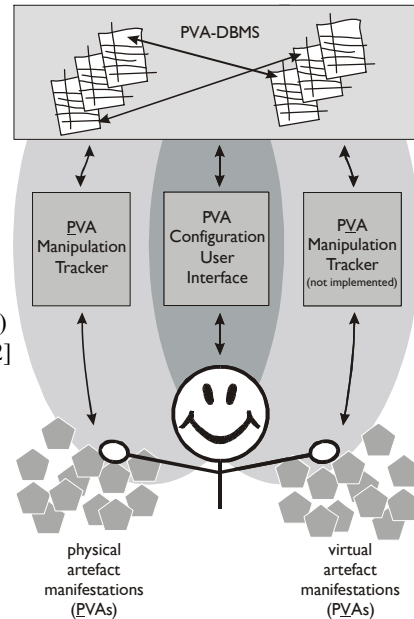 PVA-DBMS
PVA
Manipulation
Tracker
PVA
Configuration
User
Interface
PVA
Manipulation
Tracker
(not implemented)
)
2]
physical
artefact
manifestations
(PVAs)
virtual
artefact
manifestations
(PVAs)